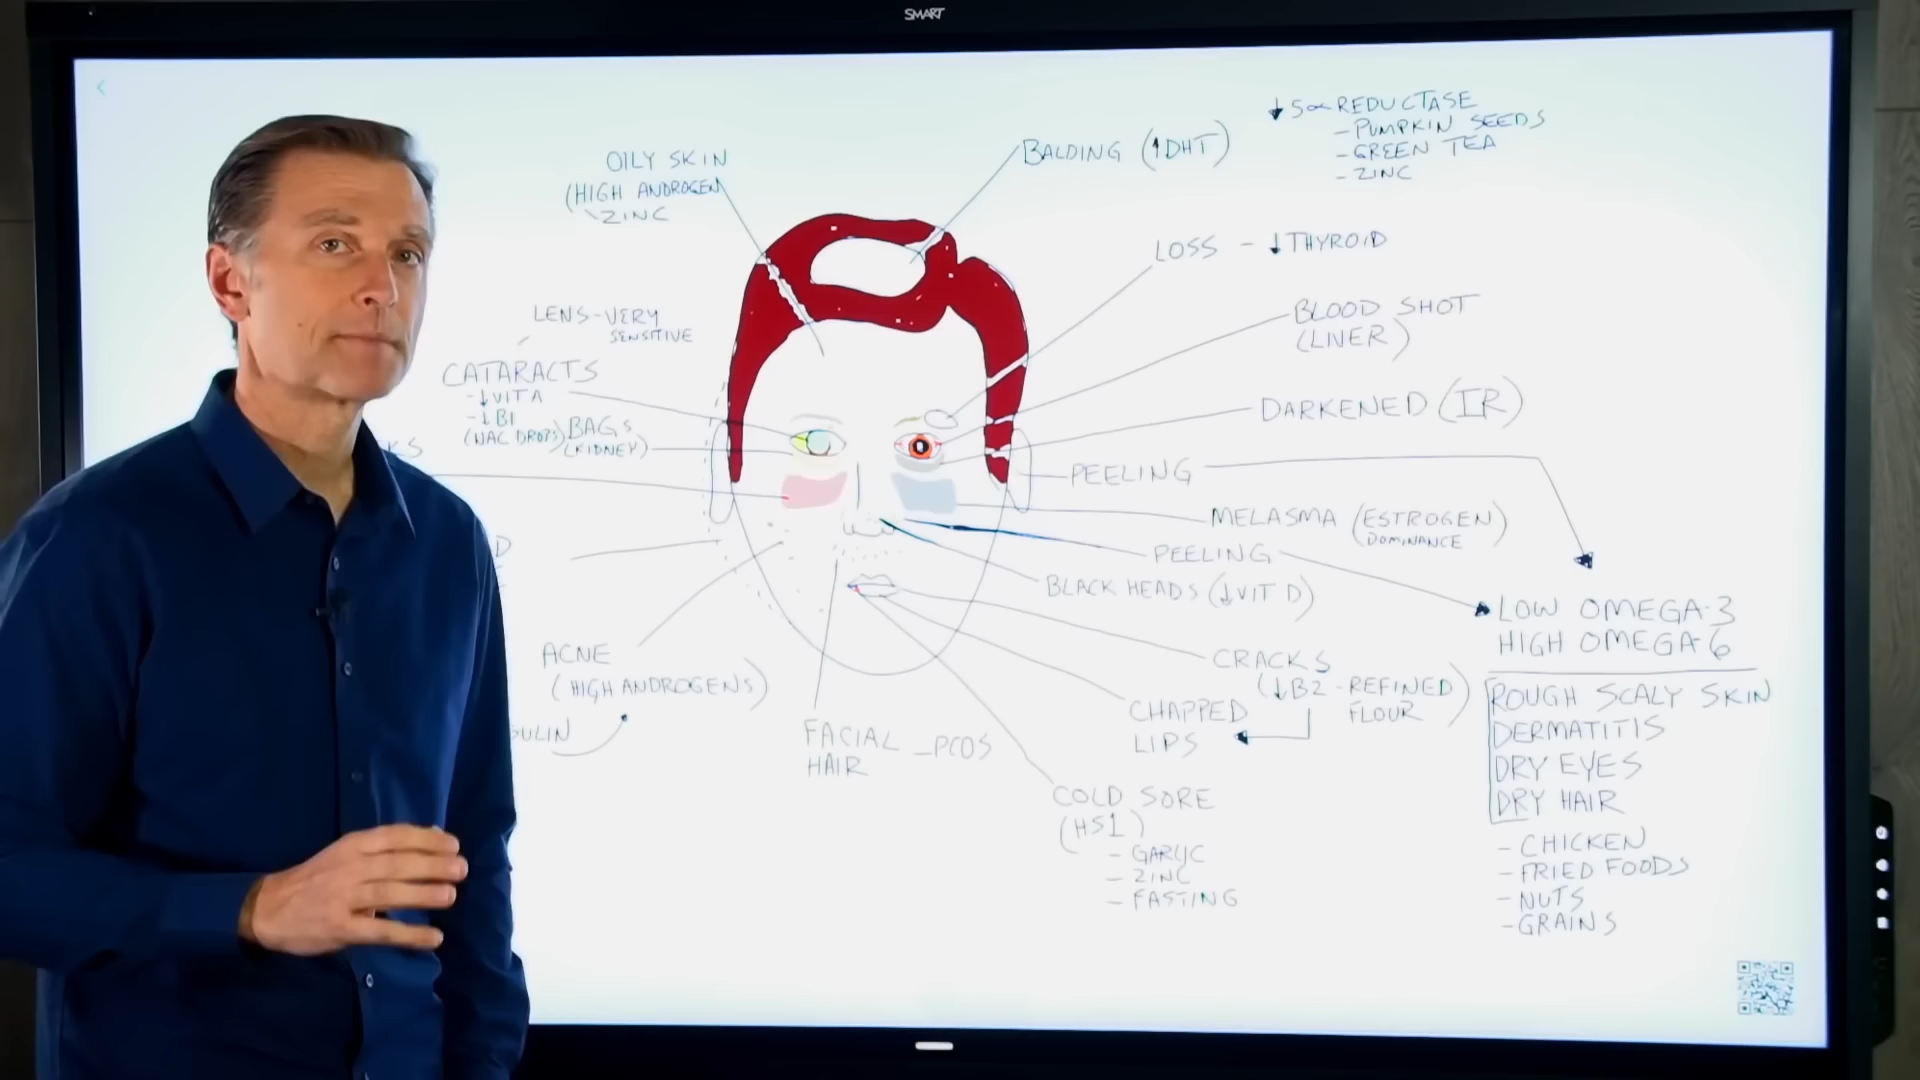 SMART
OILY SKIN
(HIGH ANDROGEN
ZINC
BALDING (↑DHT)
↓5∝REDUCTASE
-PUMPKIN SEEDS
-GREEN TEA
-ZINC
LOSS - ↓THYROID
BLOOD SHOT
(LIVER)
LENS-VERY
SENSITIVE
CATARACTS
-↓VIT A
-↓B1
(NAC DROPS)
BAGS
(KIDNEY)
KS
DARKENED (IR)
PEELING
MELASMA (ESTROGEN)
DOMINANCE
PEELING
BLACK HEADS (↓VIT D)
LOW OMEGA-3
HIGH OMEGA-6
ROUGH SCALY SKIN
DERMATITIS
DRY EYES
DRY HAIR
-CHICKEN
-FRIED FOODS
-NUTS
-GRAINS
CRACKS
(↓B2-REFINED
FLOUR)
CHAPPED
LIPS
ACNE
(HIGH ANDROGENS)
ULIN
FACIAL -PCOS
HAIR
COLD SORE
(HS1)
- GARLIC
- ZINC
- FASTING